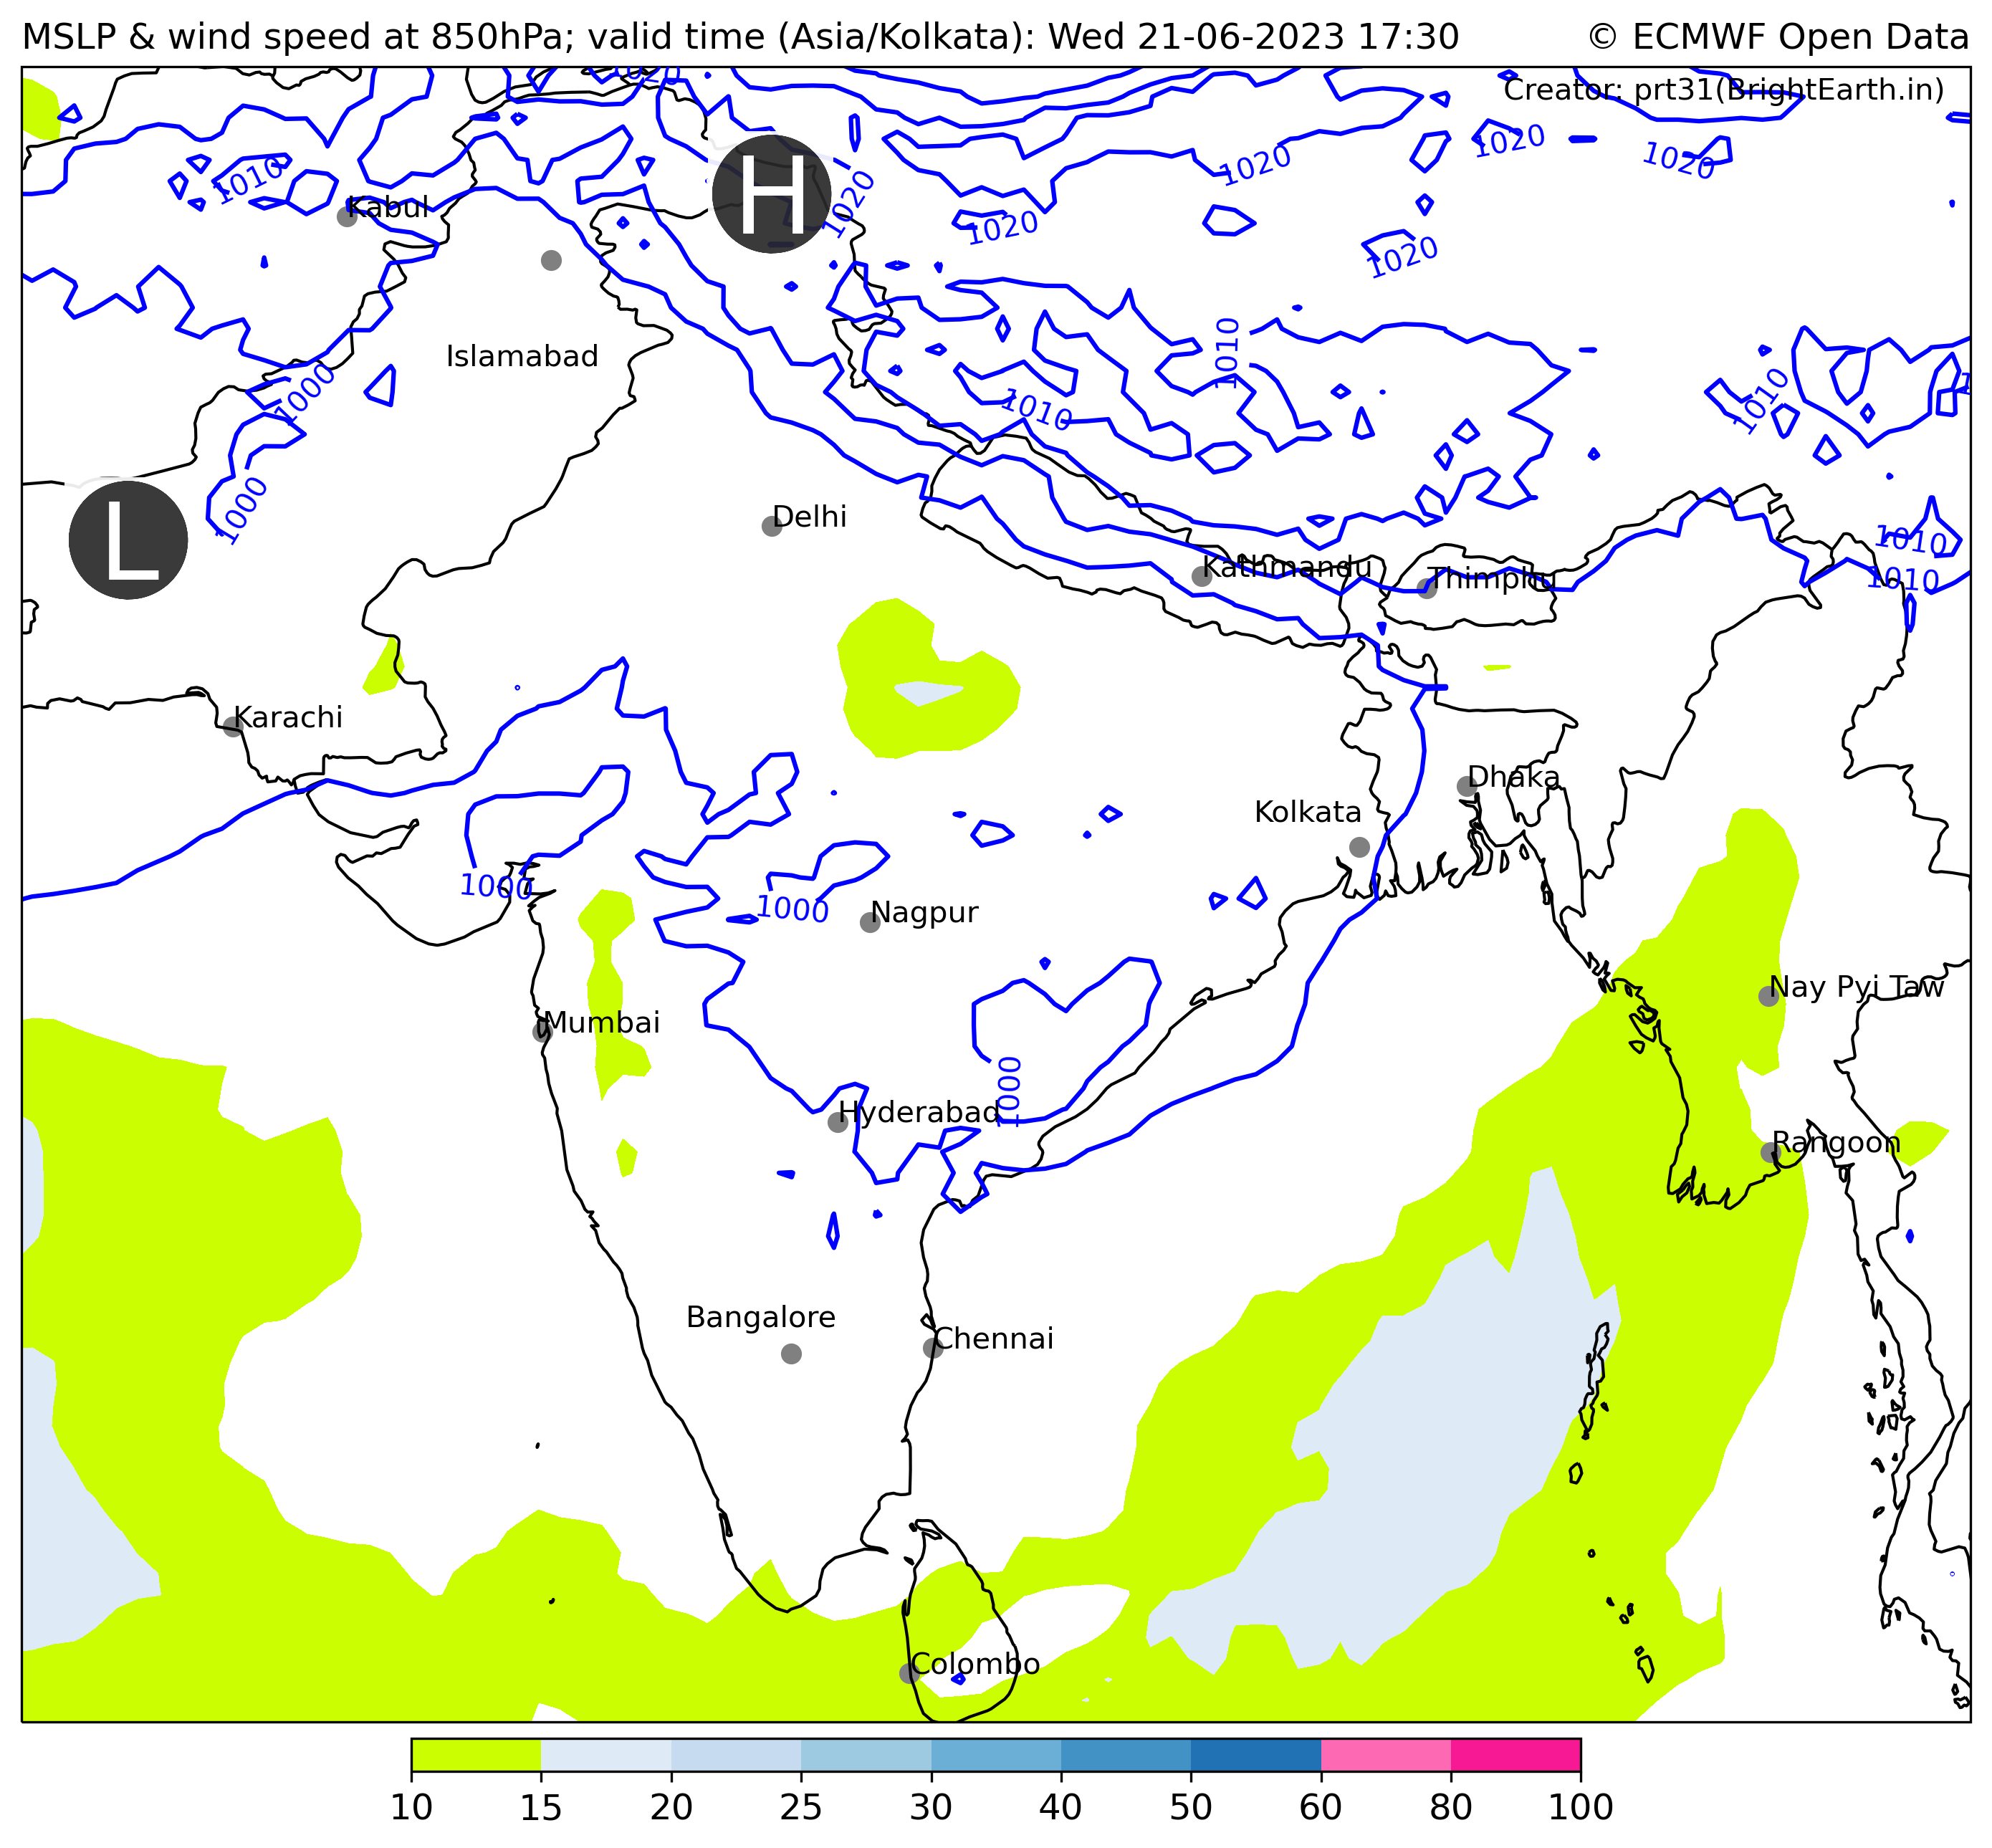 MSLP & wind speed at 850hPa; valid time (Asia/Kolkata): Wed 21-06-2023 17:30
© ECMWF Open Data
Creator: prt31(BrightEarth.in)
1020
H
1020
1020
1020
1020
1020
1020
1010
Kabul
Islamabad
1000
1010
1010
1010
L
1000
Delhi
1010
1010
Kathmandu
Thimphu
Karachi
Dhaka
Kolkata
1000
1000
Nagpur
Nay Pyi Taw
Mumbai
1000
Hyderabad
Rangoon
Bangalore
Chennai
Colombo
10 15 20 25 30 40 50 60 80 100